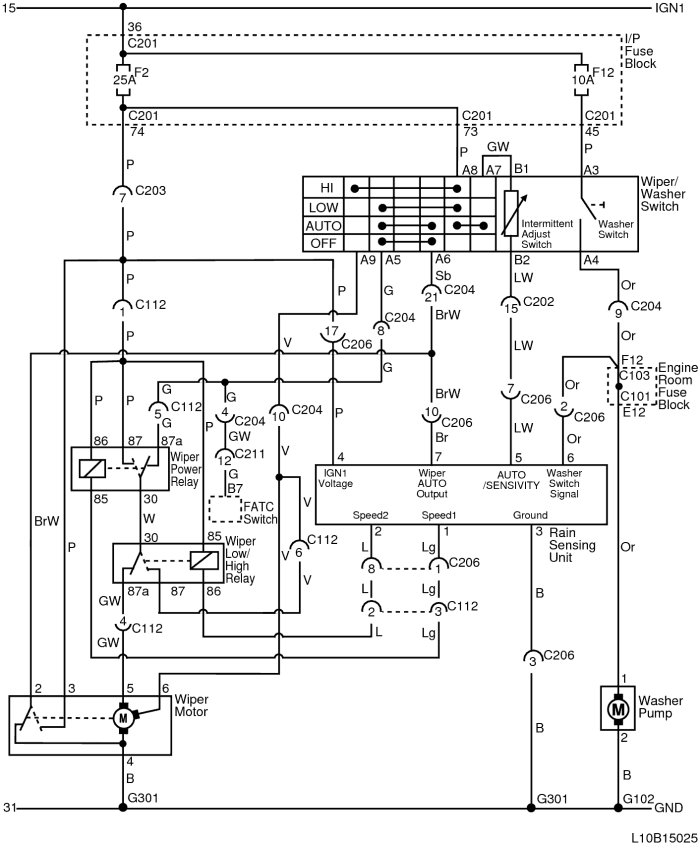 15 IGN1
36
C201
I/P
Fuse
Block
F2
25A
F12
10A
C201 C201 C201
74 73 45
P P P
GW
A8 A7 B1 A3
C203
7
HI
LOW
AUTO
OFF
Intermittent
Adjust
Switch
Washer
Switch
Wiper/
Washer
Switch
P
A9 A5 A6 B2 A4
P P G Sb LW Or
C204
21
C202
15
C204
9
C112
1
BrW
17
C206
C204
8
P V G LW Or
F12
C103
C101
E12
Engine
Room
Fuse
Block
G
C112
5
G
G
C204
4
GW
C211
12
G
B7
FATC
Switch
C204
10
BrW
C206
10
Br
7
C206
LW
Or
C206
2
Or
P P P V P
86 87 87a
Wiper
Power
Relay
85 30
4 7 5 6
IGN1
Voltage
Wiper
AUTO
Output
AUTO
/SENSIVITY
Washer
Switch
Signal
Speed2 Speed1 Ground
2 1 3
Rain
Sensing
Unit
BrW P W V
C112
6
V V
30 85
Wiper
Low/
High
Relay
87a 87 86
L Lg
C206
8 1
L Lg
C112
2 3
L Lg
Or
B
GW
C112
4
GW
C206
3
2 3 5 6
Wiper
Motor
M
4
B
B
1
M
Washer
Pump
2
B
31 G301 G301 G102 GND
L10B15025